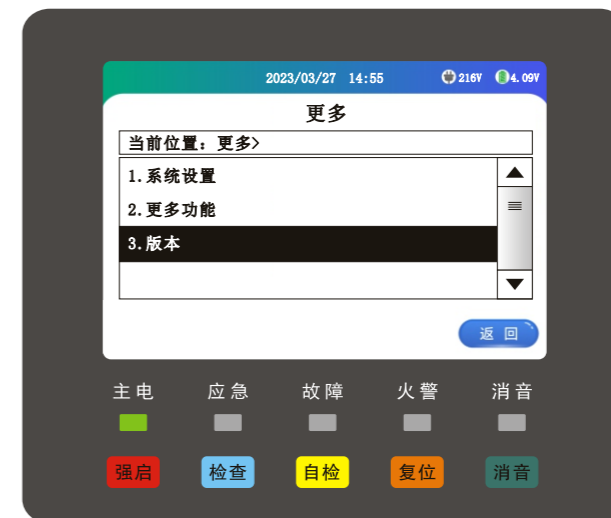 2023/03/27 14:55 216V 4.09V
更多
当前位置：更多>
1.系统设置
2.更多功能
3.版本
返回
主电 应急 故障 火警 消音
强启 检查 自检 复位 消音